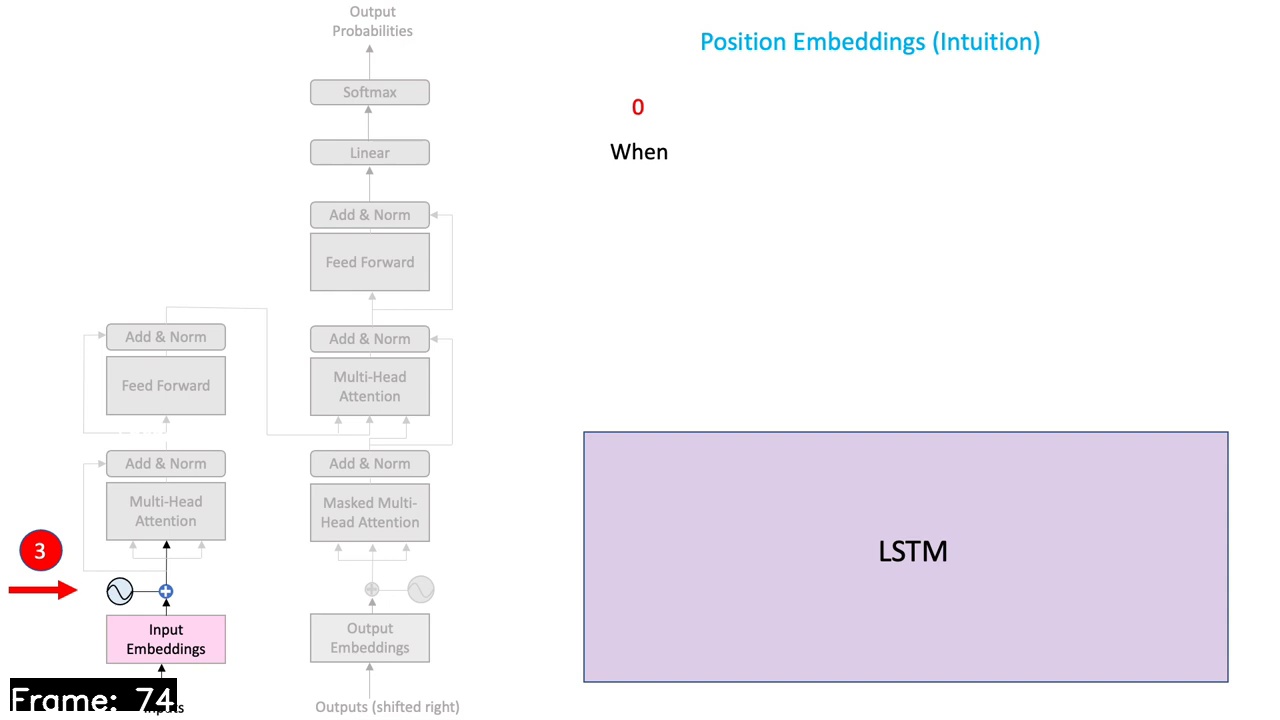 Output
Probabilities
Position Embeddings (Intuition)
Softmax
0
Linear
When
Add & Norm
Feed Forward
Add & Norm
Add & Norm
Feed Forward
Multi-Head
Attention
Add & Norm
Add & Norm
Multi-Head
Attention
Masked Multi-
Head Attention
LSTM
3
Input
Embeddings
Output
Embeddings
Frame: 74
Outputs (shifted right)